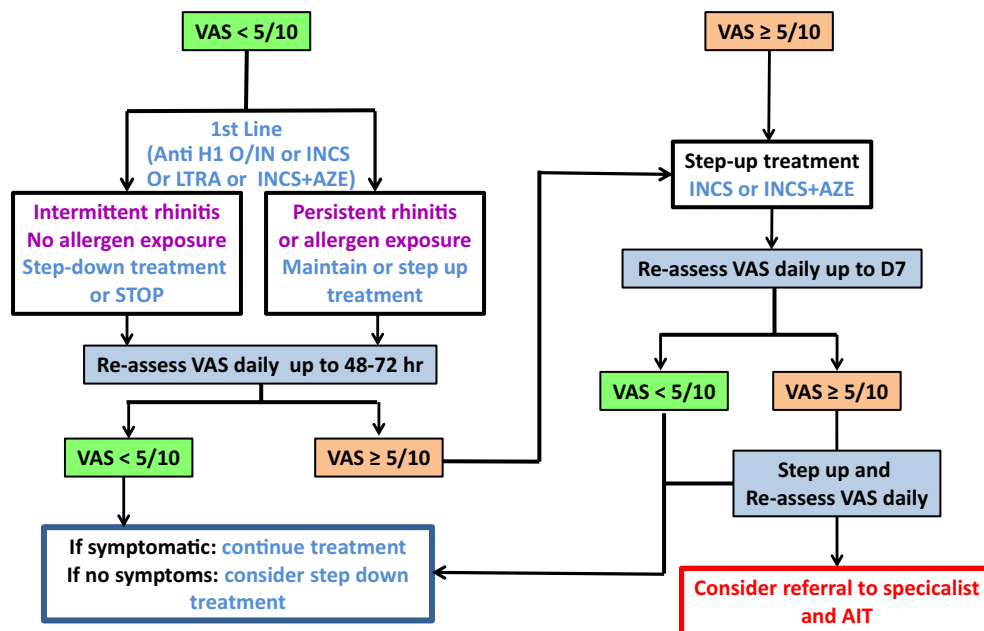 VAS < 5/10
VAS ≥ 5/10
1st Line
(Anti H1 O/IN or INCS
Or LTRA or INCS+AZE)
Intermittent rhinitis
No allergen exposure
Step-down treatment
or STOP
Persistent rhinitis
or allergen exposure
Maintain or step up
treatment
Step-up treatment
INCS or INCS+AZE
Re-assess VAS daily up to D7
Re-assess VAS daily up to 48-72 hr
VAS < 5/10
VAS ≥ 5/10
VAS < 5/10
VAS ≥ 5/10
Step up and
Re-assess VAS daily
If symptomatic: continue treatment
If no symptoms: consider step down
treatment
Consider referral to specicalist
and AIT